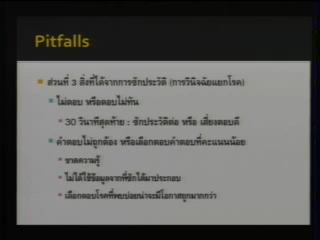 Pitfalls
ส่วนที่ 3 สิ่งที่ได้จากการซักประวัติ (การวินิจฉัยแยกโรค)
ไม่ตอบ หรือตอบไม่ทัน
30 วินาทีสุดท้าย : ซักประวัติต่อ หรือ เสี่ยงตอบดี
คำตอบไม่ถูกต้อง หรือเลือกตอบคำตอบที่คะแนนน้อย
ขาดความรู้
ไม่ได้ใช้ข้อมูลจากที่ซักได้มาประกอบ
เลือกตอบโรคที่พบบ่อยน่าจะมีโอกาสถูกมากกว่า